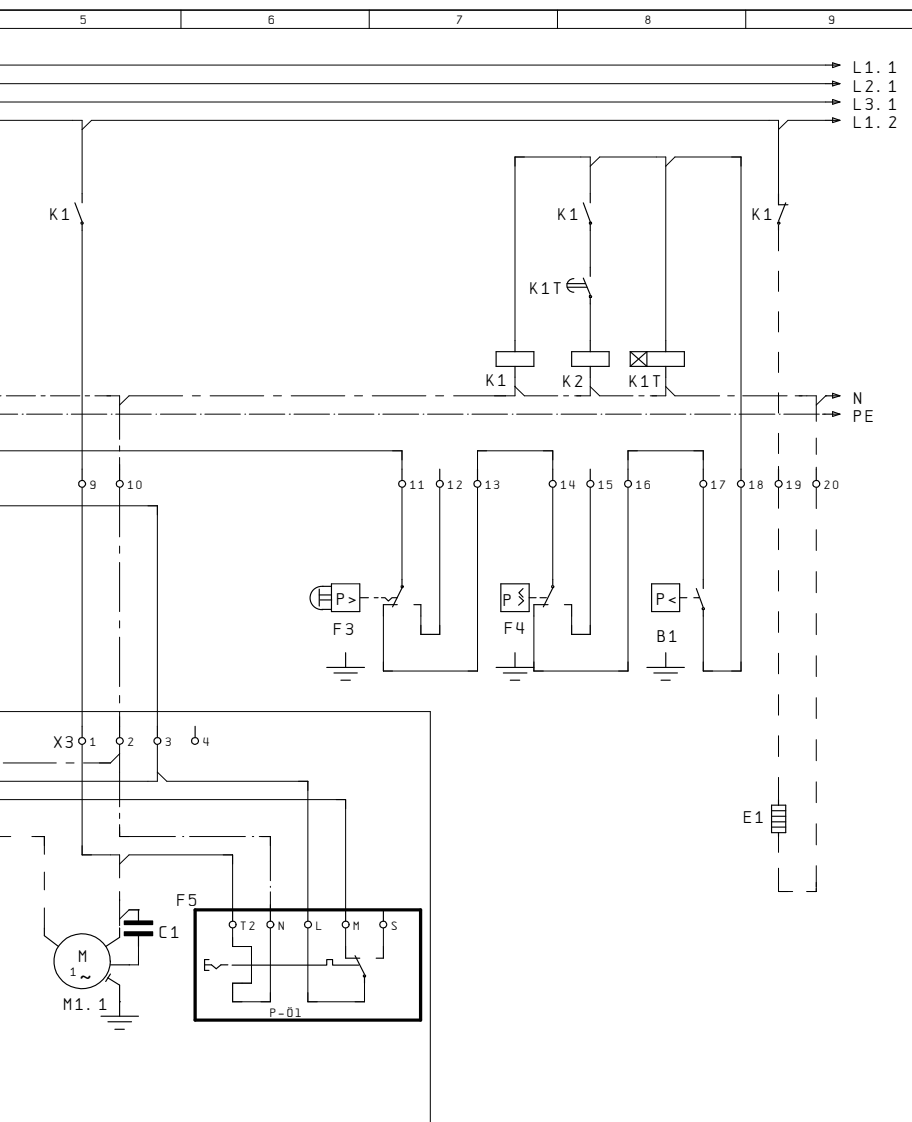 5 6 7 8 9
L1.1
L2.1
L3.1
L1.2
K1 K1 K1
K1T
K1 K2 K1T
N
PE
9 10 11 12 13 14 15 16 17 18 19 20
P> P P<
F3 F4 B1
X3 1 2 3 4
E1
F5
T2 N L M S
C1
M
1~
M1.1
P-Öl